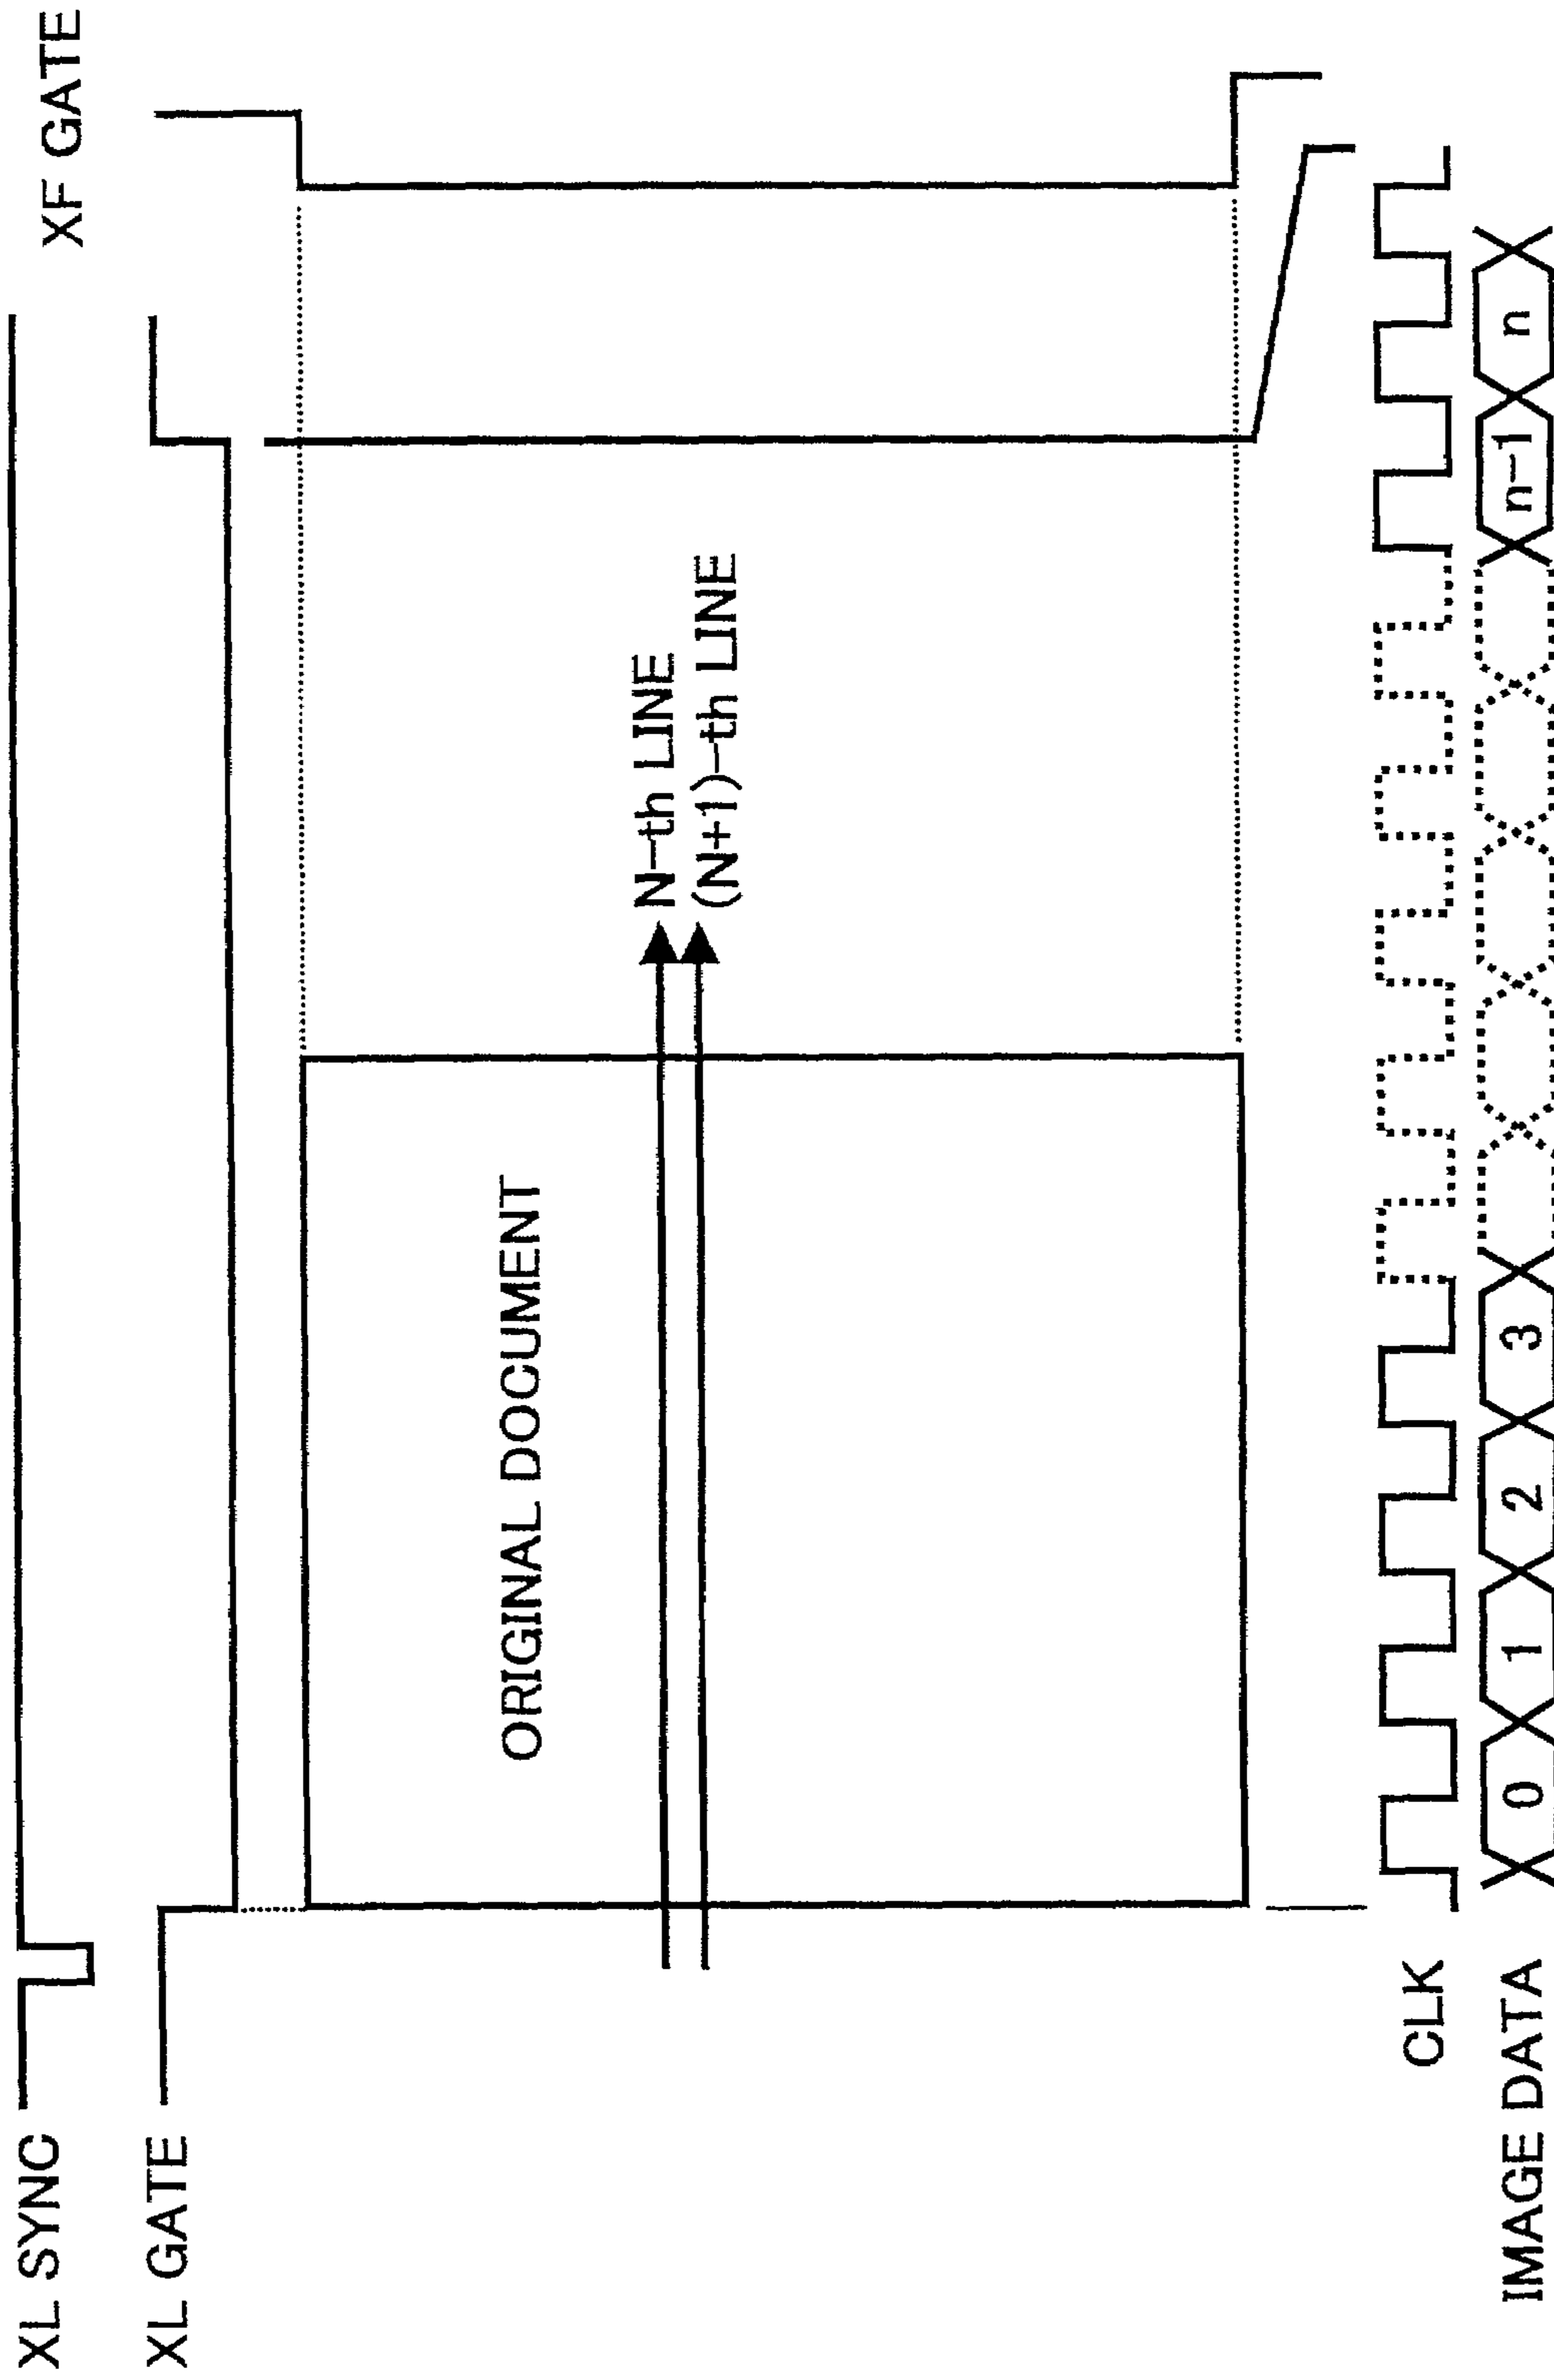 XL SYNC
XL GATE
XF GATE
ORIGINAL DOCUMENT
N-th LINE
(N+1)-th LINE
CLK
IMAGE DATA
0 1 2 3 n-1 n